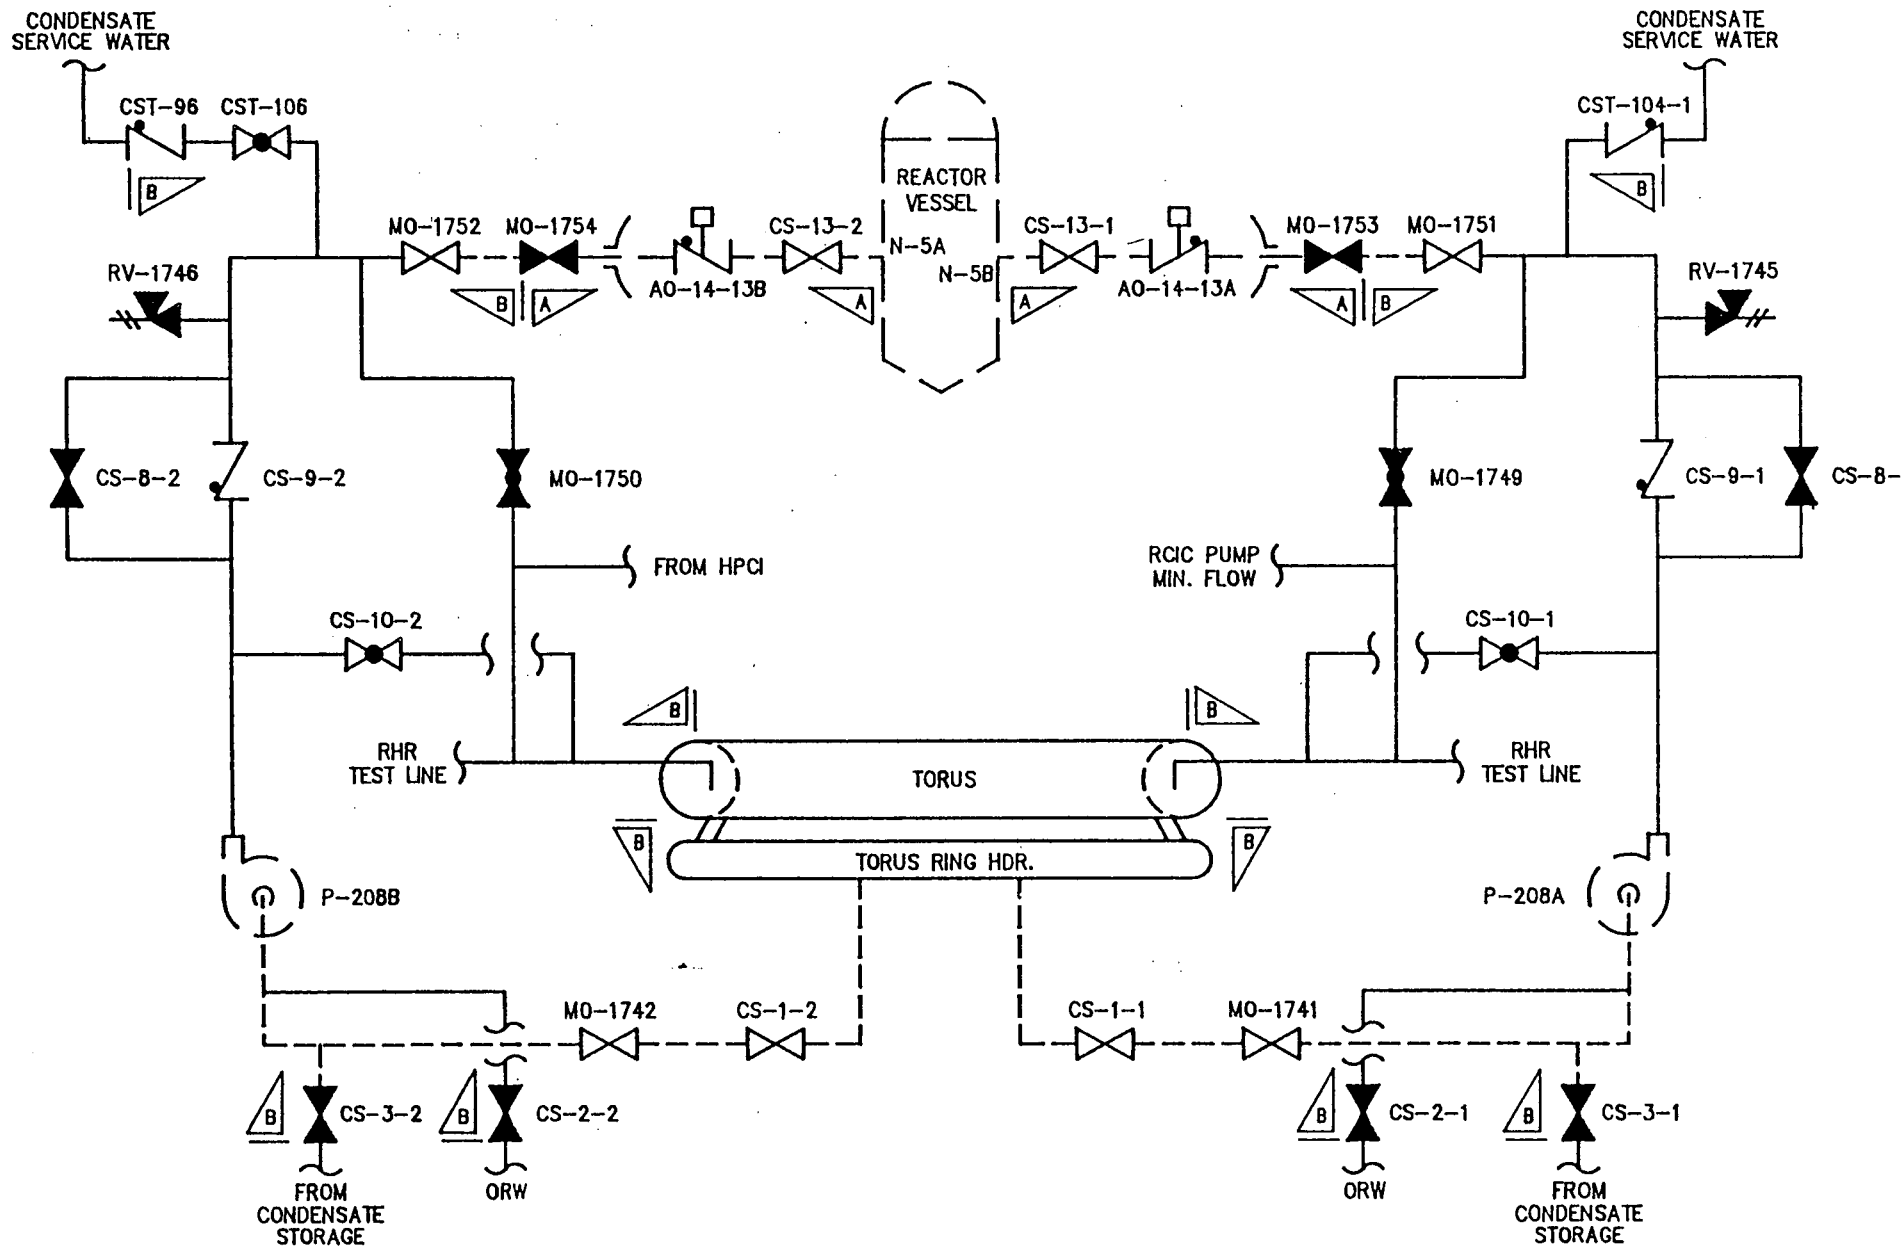 CONDENSATE
SERVICE WATER
CONDENSATE
SERVICE WATER
CST-96
CST-106
CST-104-1
B
B
REACTOR
VESSEL
MO-1752
MO-1754
CS-13-2
N-5A
N-5B
CS-13-1
MO-1753
MO-1751
RV-1746
AO-14-13B
AO-14-13A
RV-1745
B
A
A
A
A
B
CS-8-2
CS-9-2
MO-1750
MO-1749
CS-9-1
CS-8-
FROM HPCI
RCIC PUMP
MIN. FLOW
CS-10-2
CS-10-1
B
B
RHR
TEST LINE
TORUS
RHR
TEST LINE
B
B
TORUS RING HDR.
P-208B
P-208A
MO-1742
CS-1-2
CS-1-1
MO-1741
B
CS-3-2
B
CS-2-2
B
CS-2-1
B
CS-3-1
FROM
CONDENSATE
STORAGE
ORW
ORW
FROM
CONDENSATE
STORAGE